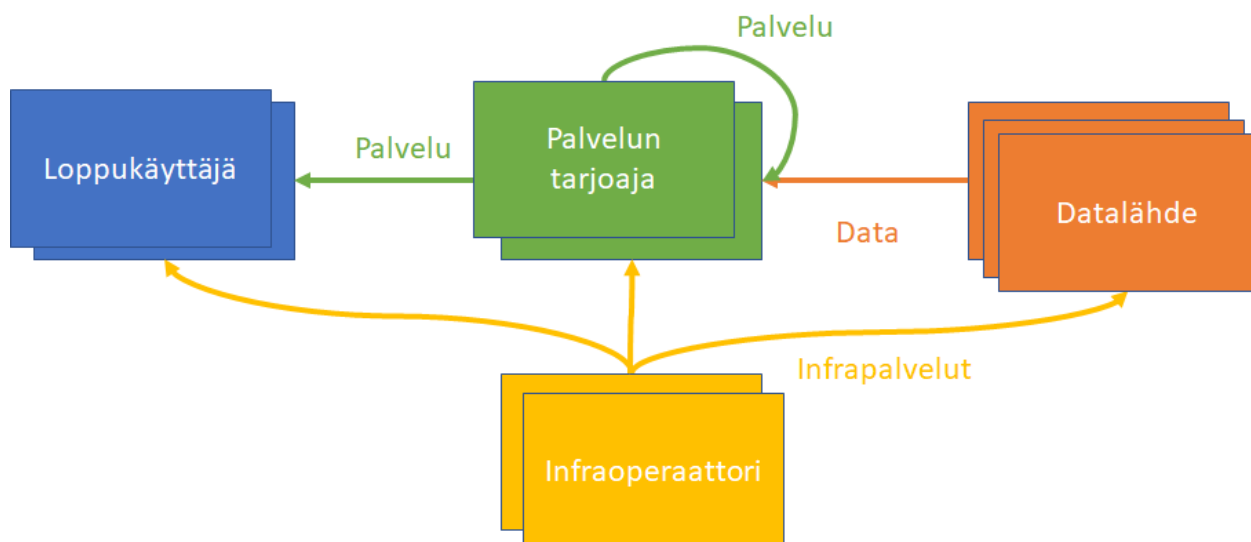 Palvelu
Loppukäyttäjä
Palvelu
Palvelun
tarjoaja
Data
Datalähde
Infrapalvelut
Infraoperaattori